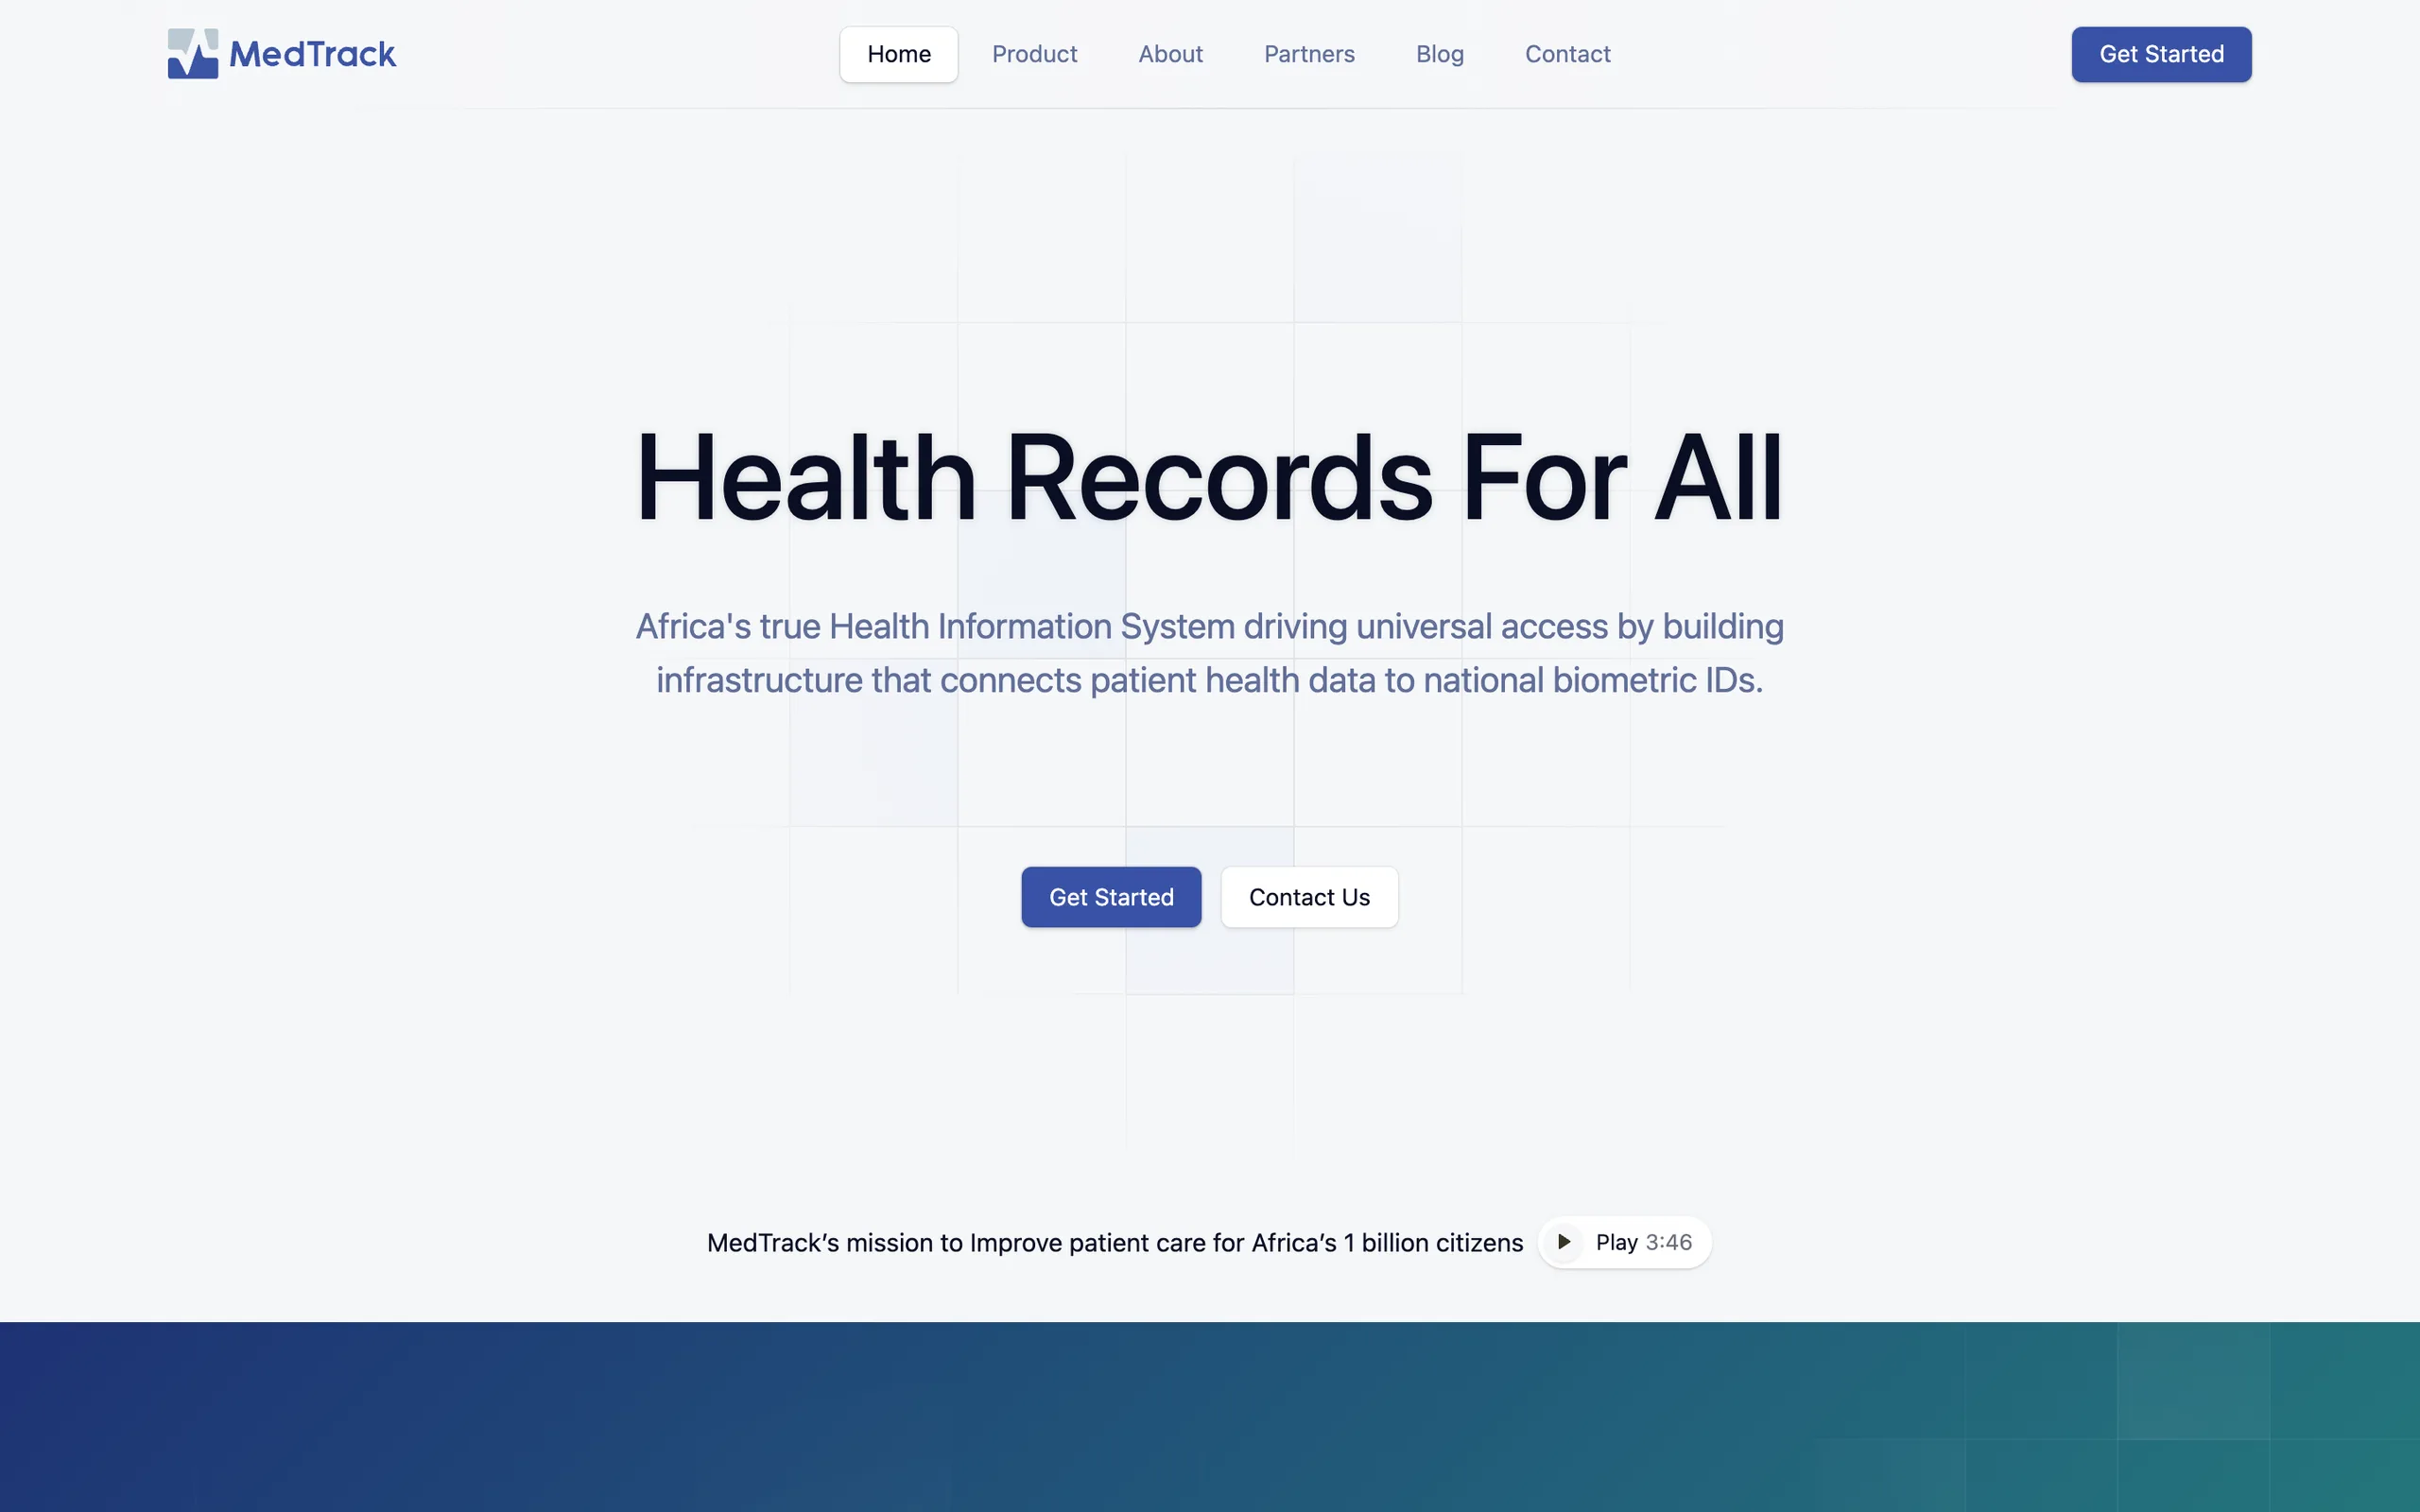 MedTrack
Home
Product
About
Partners
Blog
Contact
Get Started
Health Records For All
Africa's true Health Information System driving universal access by building
infrastructure that connects patient health data to national biometric IDs.
Get Started
Contact Us
MedTrack’s mission to Improve patient care for Africa’s 1 billion citizens
Play 3:46